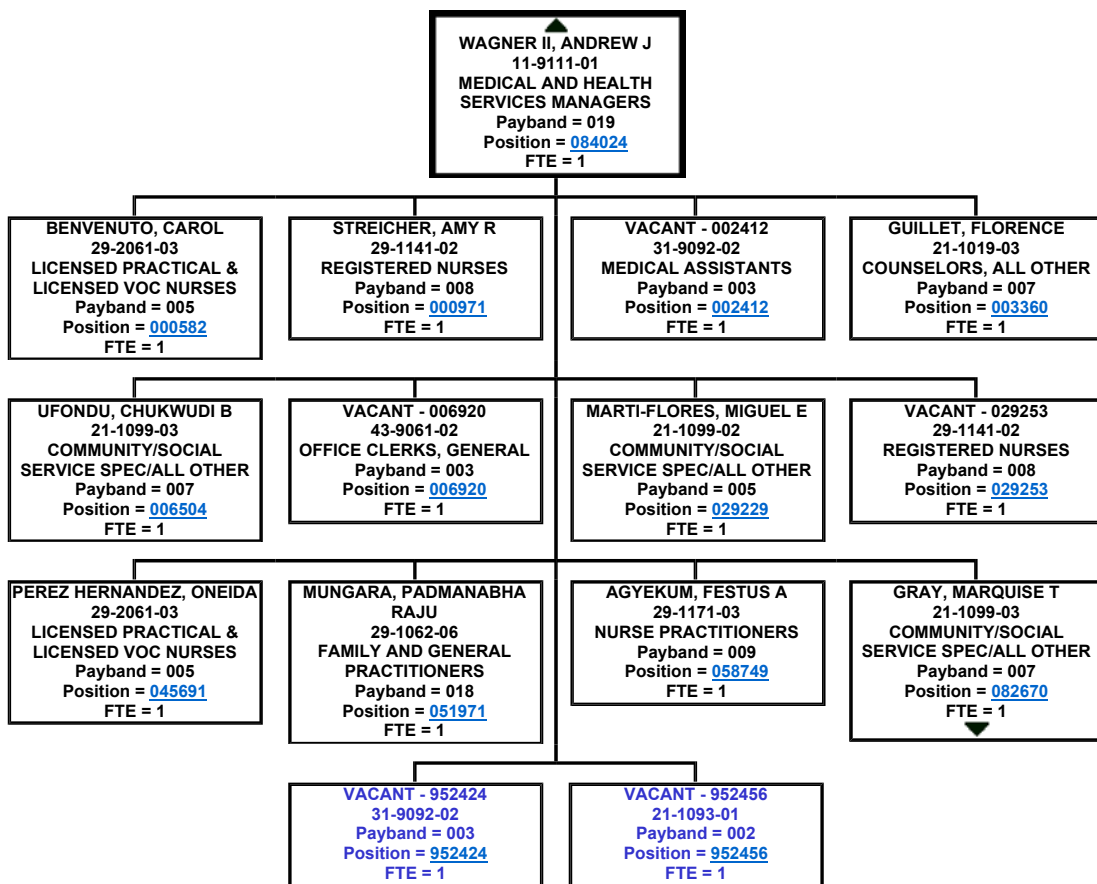 WAGNER II, ANDREW J
11-9111-01
MEDICAL AND HEALTH
SERVICES MANAGERS
Payband = 019
Position = 084024
FTE = 1
BENVENUTO, CAROL
29-2061-03
LICENSED PRACTICAL &
LICENSED VOC NURSES
Payband = 005
Position = 000582
FTE = 1
STREICHER, AMY R
29-1141-02
REGISTERED NURSES
Payband = 008
Position = 000971
FTE = 1
VACANT - 002412
31-9092-02
MEDICAL ASSISTANTS
Payband = 003
Position = 002412
FTE = 1
GUILLET, FLORENCE
21-1019-03
COUNSELORS, ALL OTHER
Payband = 007
Position = 003360
FTE = 1
UFONDU, CHUKWUDI B
21-1099-03
COMMUNITY/SOCIAL
SERVICE SPEC/ALL OTHER
Payband = 007
Position = 006504
FTE = 1
VACANT - 006920
43-9061-02
OFFICE CLERKS, GENERAL
Payband = 003
Position = 006920
FTE = 1
MARTI-FLORES, MIGUEL E
21-1099-02
COMMUNITY/SOCIAL
SERVICE SPEC/ALL OTHER
Payband = 005
Position = 029229
FTE = 1
VACANT - 029253
29-1141-02
REGISTERED NURSES
Payband = 008
Position = 029253
FTE = 1
PEREZ HERNANDEZ, ONEIDA
29-2061-03
LICENSED PRACTICAL &
LICENSED VOC NURSES
Payband = 005
Position = 045691
FTE = 1
MUNGARA, PADMANABHA
RAJU
29-1062-06
FAMILY AND GENERAL
PRACTITIONERS
Payband = 018
Position = 051971
FTE = 1
AGYEKUM, FESTUS A
29-1171-03
NURSE PRACTITIONERS
Payband = 009
Position = 058749
FTE = 1
GRAY, MARQUISE T
21-1099-03
COMMUNITY/SOCIAL
SERVICE SPEC/ALL OTHER
Payband = 007
Position = 082670
FTE = 1
VACANT - 952424
31-9092-02
Payband = 003
Position = 952424
FTE = 1
VACANT - 952456
21-1093-01
Payband = 002
Position = 952456
FTE = 1